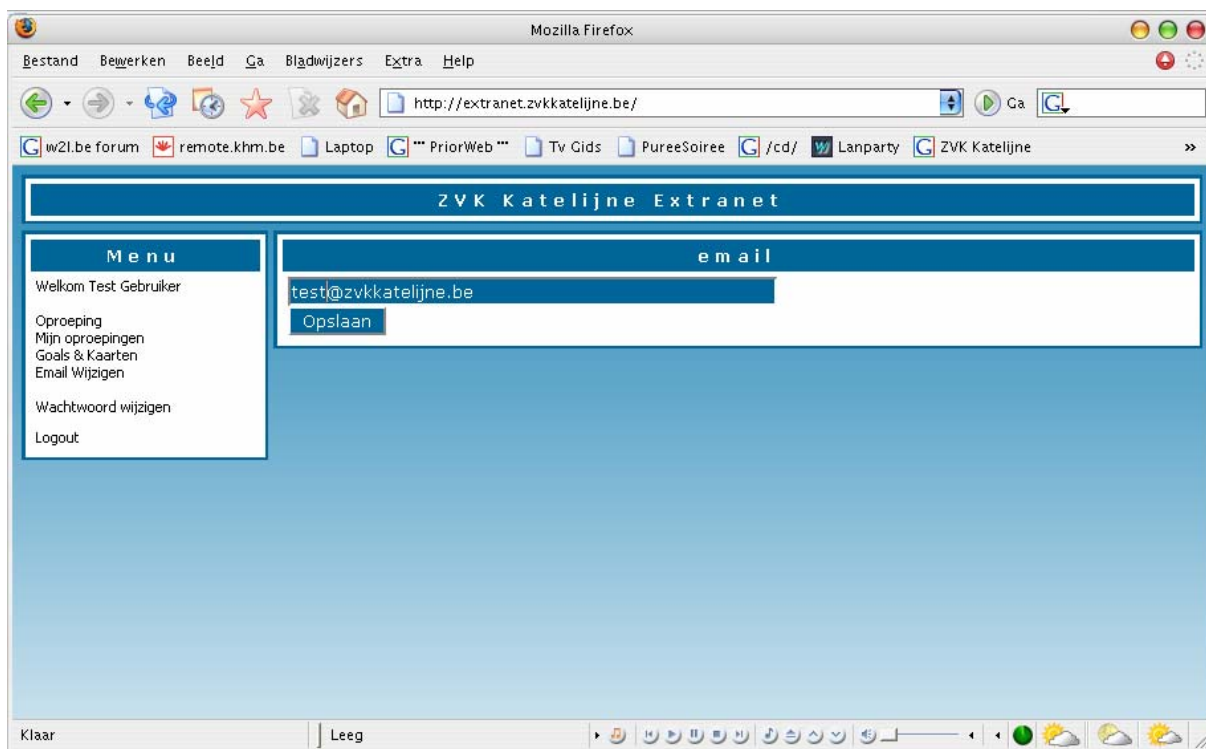 Mozilla Firefox
Bestand Bewerken Beeld Ga Bladwijzers Extra Help
http://extranet.zvkkatelijne.be/ Ga G
G w2l.be forum remote.khm.be Laptop G ••• PriorWeb ••• Tv Gids PureeSoiree G /cd/ W Lanparty G ZVK Katelijne »
ZVK Katelijne Extranet
Menu
Welkom Test Gebruiker
Oproeping
Mijn oproepingen
Goals & Kaarten
Email Wijzigen
Wachtwoord wijzigen
Logout
email
test@zvkkatelijne.be
Opslaan
Klaar Leeg